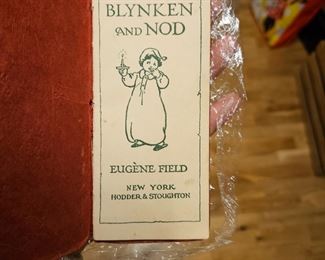 BLYNKEN
AND NOD
EUGÈNE FIELD
NEW YORK
HODDER & STOUGHTON